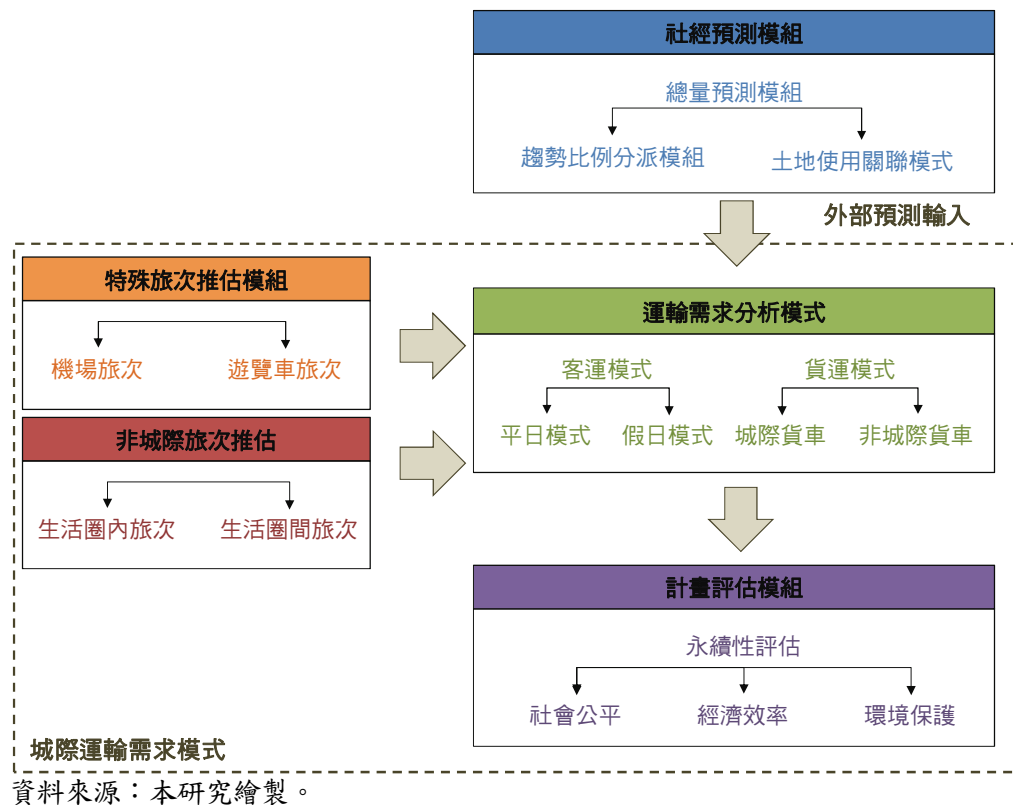 社經預測模組
總量預測模組
趨勢比例分派模組
土地使用關聯模式
外部預測輸入
特殊旅次推估模組
機場旅次
遊覽車旅次
非城際旅次推估
生活圈內旅次
生活圈間旅次
運輸需求分析模式
客運模式
貨運模式
平日模式
假日模式
城際貨車
非城際貨車
計畫評估模組
永續性評估
社會公平
經濟效率
環境保護
城際運輸需求模式
資料來源：本研究繪製。